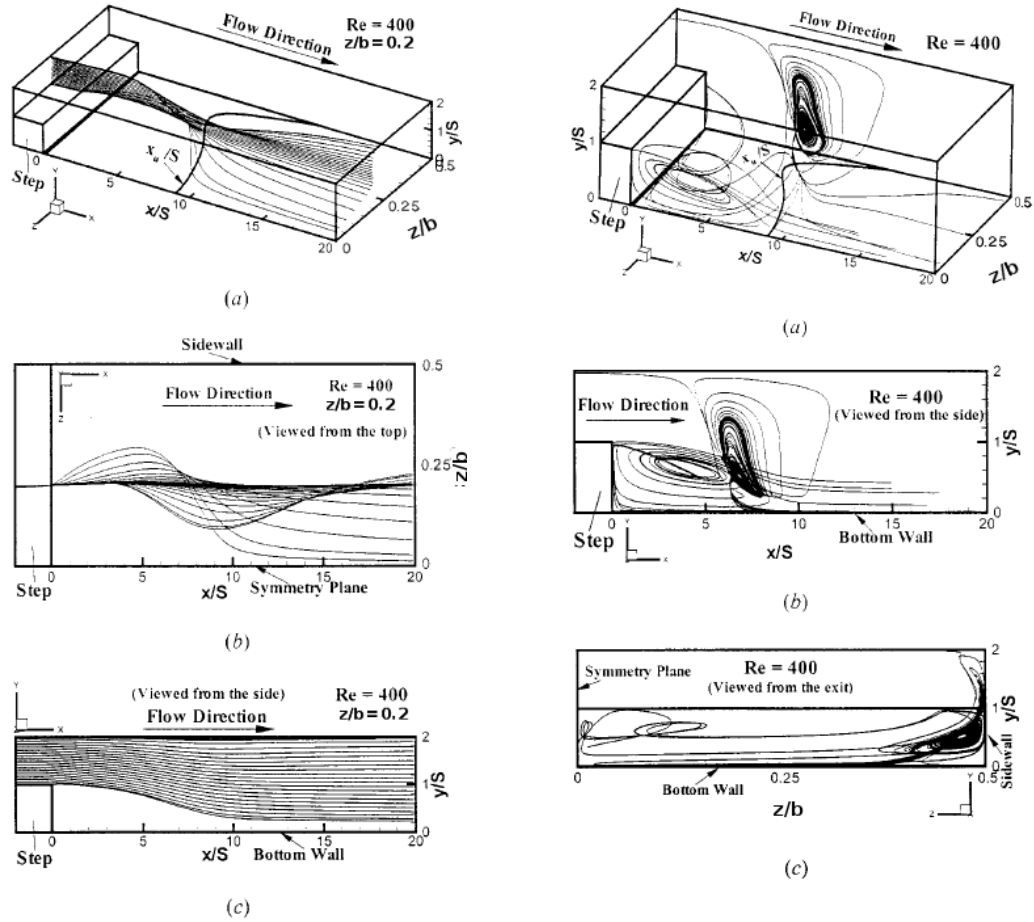 Flow Direction
Re = 400
z/b = 0.2
2
1
0
0.5
y/S
0.25
z/b
0
x_u/S
Step
0
5
10
15
20
x/S
Y
X
Z
(a)
Sidewall
0.5
X
Z
Flow Direction
Re = 400
z/b = 0.2
(Viewed from the top)
0.25
z/b
0
0
5
10
15
20
Step
x/S
Symmetry Plane
(b)
Y
X
(Viewed from the side)
Flow Direction
Re = 400
z/b = 0.2
2
1
0
y/S
0
5
10
15
20
Step
x/S
Bottom Wall
(c)
Flow Direction
Re = 400
2
1
0
y/S
x_u/S
0.5
0.25
0
z/b
Step
0
5
10
15
20
x/S
Y
X
Z
(a)
Flow Direction
Re = 400
(Viewed from the side)
2
1
0
y/S
0
5
10
15
20
Step
Y
X
x/S
Bottom Wall
(b)
Symmetry Plane
Re = 400
(Viewed from the exit)
2
1
0
y/S
Sidewall
Bottom Wall
0
0.25
0.5
z/b
Y
Z
(c)